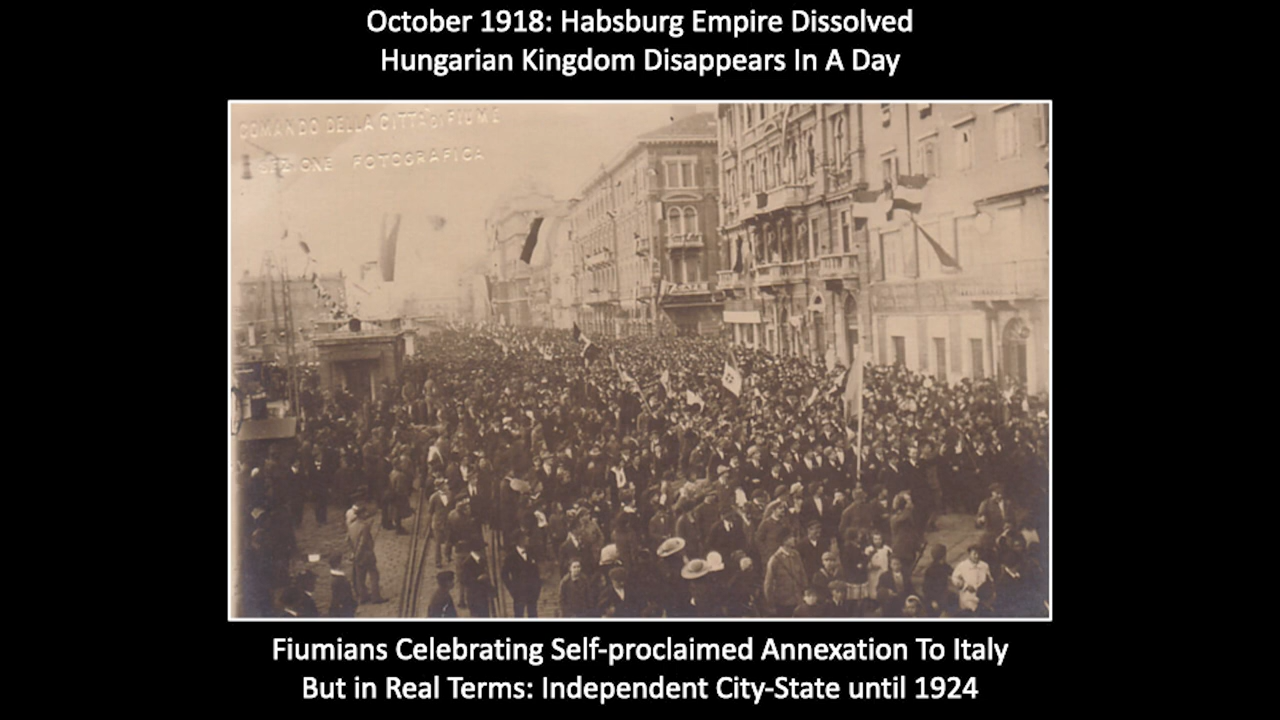 October 1918: Habsburg Empire Dissolved
Hungarian Kingdom Disappears In A Day
COMANDO DELLA CITTÀ DI FIUME
SEZIONE FOTOGRAFICA
Fiumians Celebrating Self-proclaimed Annexation To Italy
But in Real Terms: Independent City-State until 1924